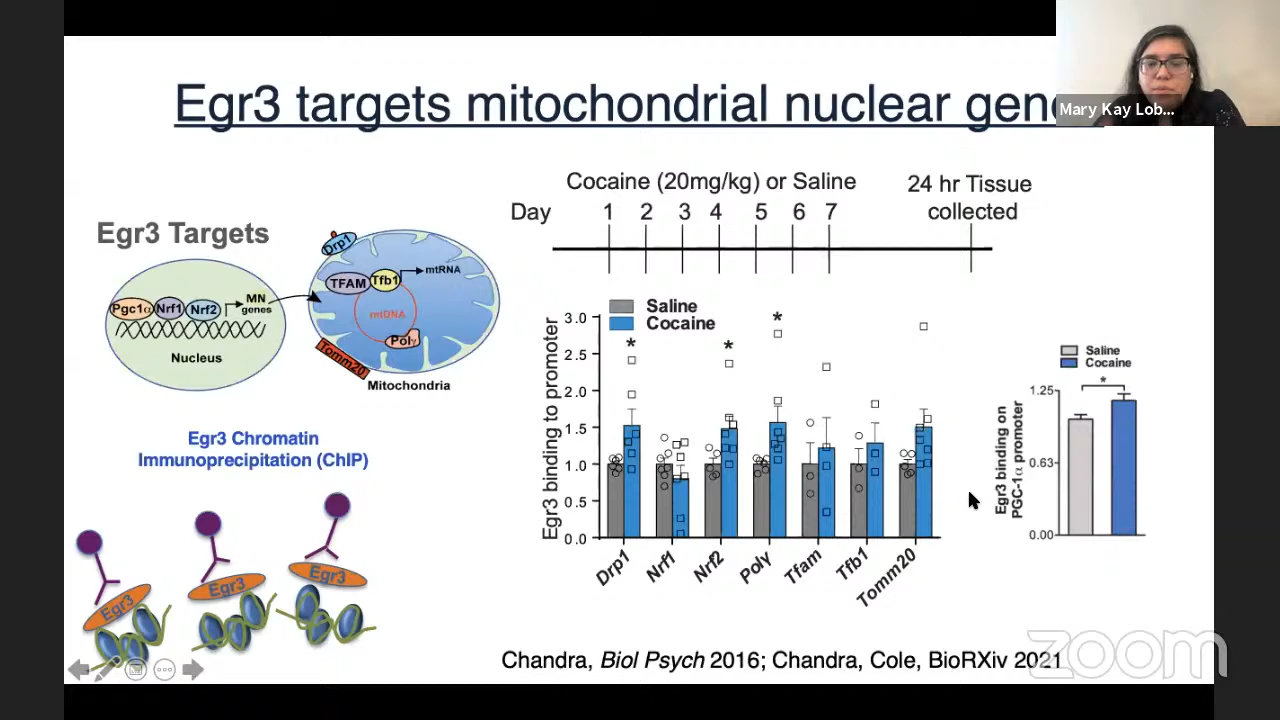 Egr3 targets mitochondrial nuclear gen
Mary Kay Lob...
Cocaine (20mg/kg) or Saline
24 hr Tissue
collected
Day 1 2 3 4 5 6 7
Egr3 Targets
Drp1
TFAM Tfb1 mtRNA
mtDNA
Polγ
Tomm20
Mitochondria
Pgc1α Nrf1 Nrf2 MN
genes
Nucleus
Egr3 Chromatin
Immunoprecipitation (ChIP)
Egr3
Egr3
Egr3
Saline
Cocaine
Egr3 binding to promoter
3.0
2.5
2.0
1.5
1.0
0.5
0.0
* * *
Drp1 Nrf1 Nrf2 Polγ Tfam Tfb1 Tomm20
Saline
Cocaine
*
Egr3 binding on
PGC-1α promoter
1.25
0.63
0.00
Chandra, Biol Psych 2016; Chandra, Cole, BioRXiv 2021
zoom